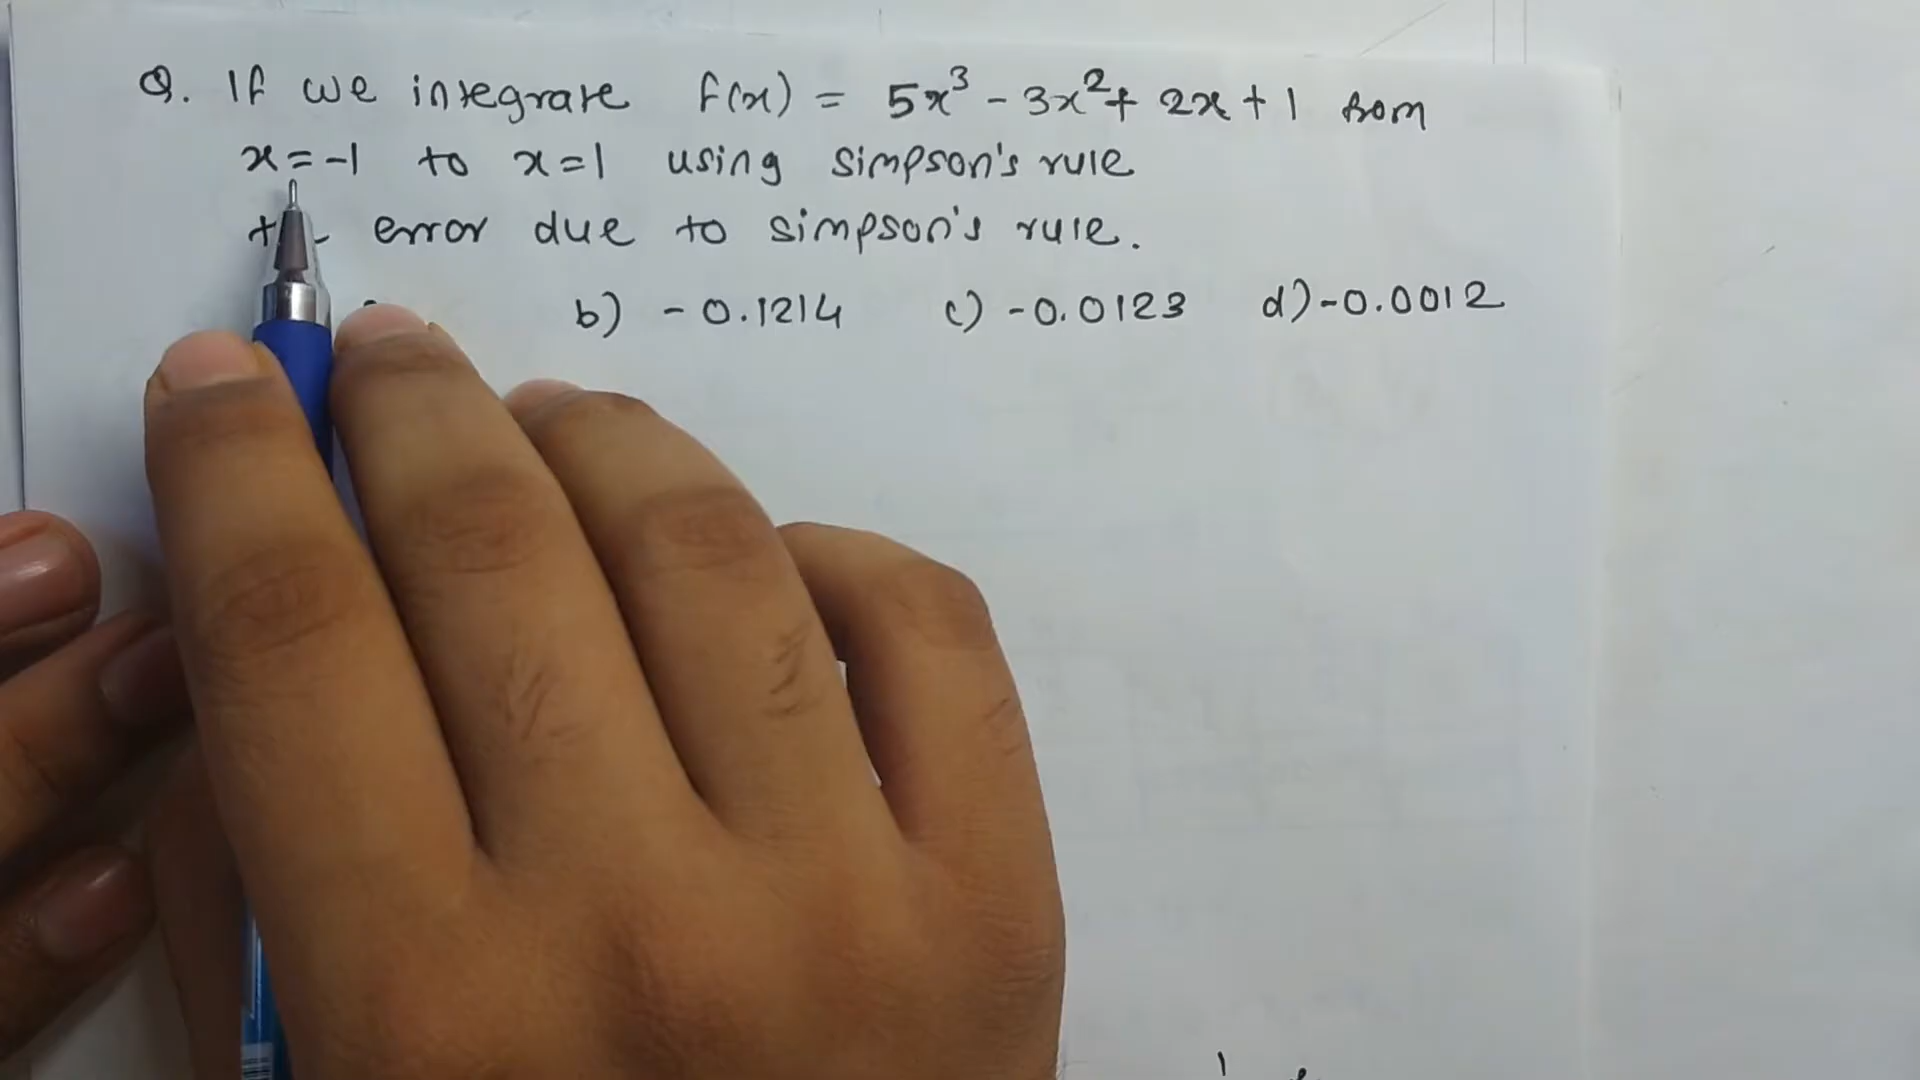 Q. If we integrate f(x) = 5x³ - 3x² + 2x + 1 from
x = -1 to x = 1 using simpson's rule
error due to simpson's rule.
b) - 0.1214 c) -0.0123 d) -0.0012